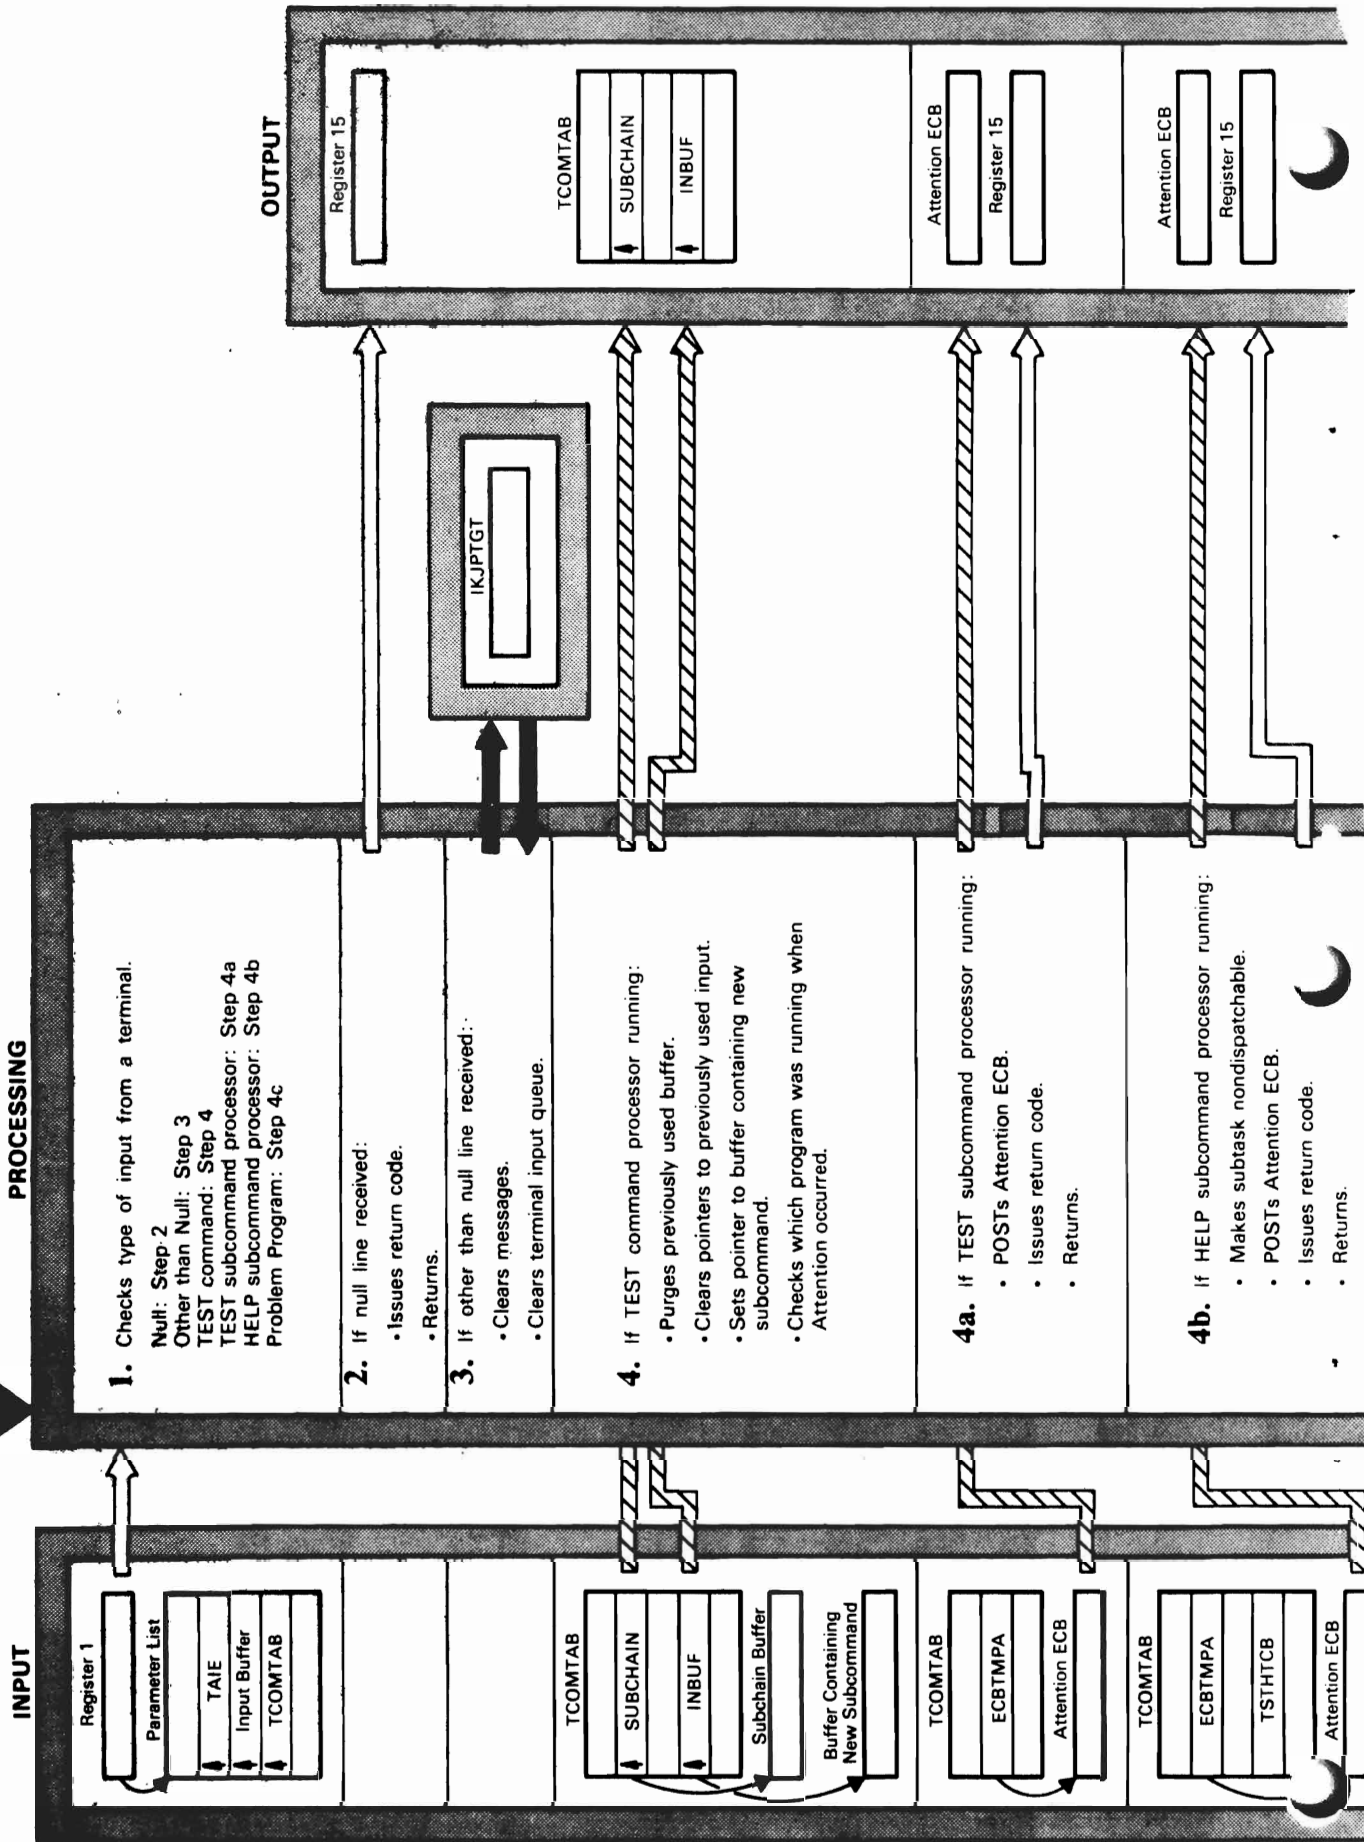 INPUT
Register 1
Parameter List
TAIE
Input Buffer
TCOMTAB
TCOMTAB
SUBCHAIN
INBUF
Subchain Buffer
Buffer Containing
New Subcommand
TCOMTAB
ECBTMPA
Attention ECB
TCOMTAB
ECBTMPA
TSTHTCB
Attention ECB
PROCESSING
1. Checks type of input from a terminal.
Null: Step 2
Other than Null: Step 3
TEST command: Step 4
TEST subcommand processor: Step 4a
HELP subcommand processor: Step 4b
Problem Program: Step 4c
2. If null line received:
• Issues return code.
• Returns.
3. If other than null line received:
• Clears messages.
• Clears terminal input queue.
4. If TEST command processor running:
• Purges previously used buffer.
• Clears pointers to previously used input.
• Sets pointer to buffer containing new
subcommand.
• Checks which program was running when
Attention occurred.
4a. If TEST subcommand processor running:
• POSTs Attention ECB.
• Issues return code.
• Returns.
4b. If HELP subcommand processor running:
• Makes subtask nondispatchable.
• POSTs Attention ECB.
• Issues return code.
• Returns.
IKJPTGT
OUTPUT
Register 15
TCOMTAB
SUBCHAIN
INBUF
Attention ECB
Register 15
Attention ECB
Register 15